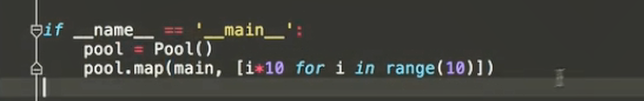 if __name__ == '__main__':
    pool = Pool()
    pool.map(main, [i*10 for i in range(10)])